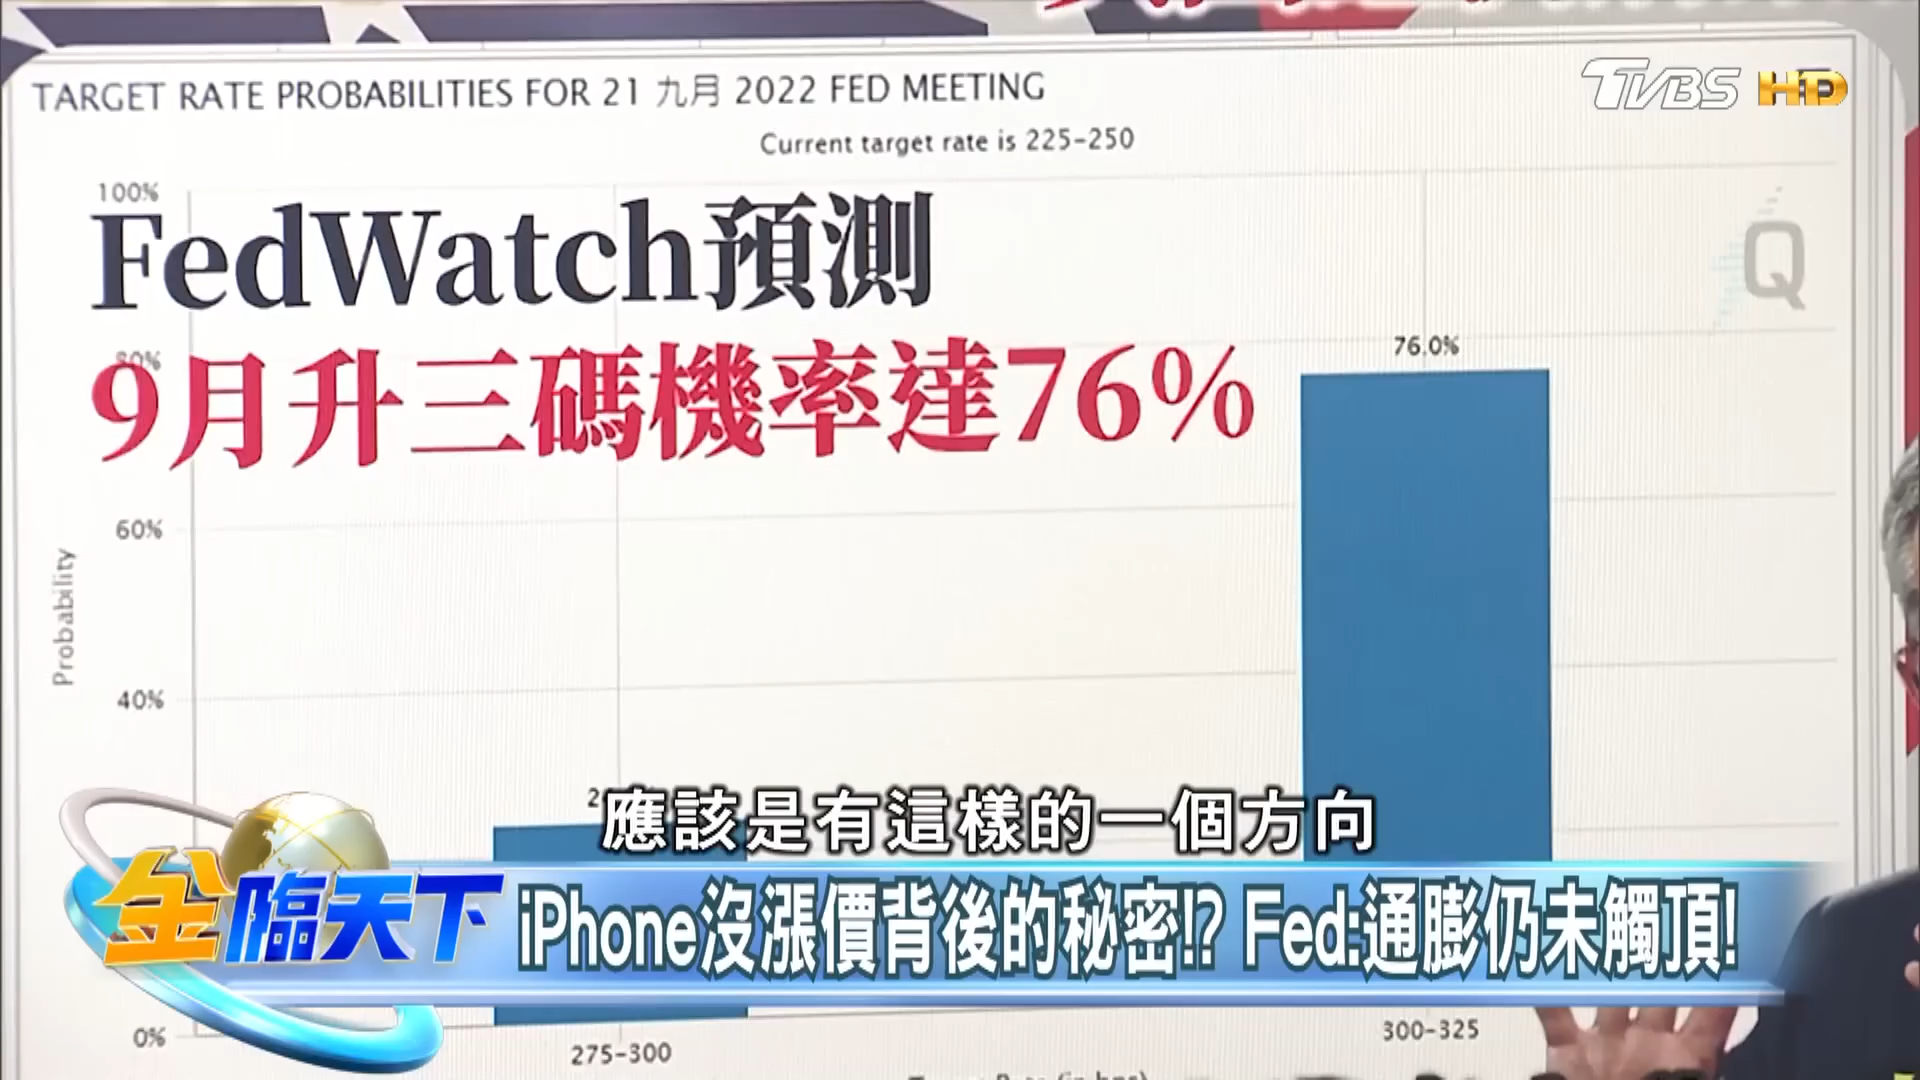 TARGET RATE PROBABILITIES FOR 21 九月 2022 FED MEETING
TVBS HD
Current target rate is 225-250
100%
FedWatch預測
Q
80%
9月升三碼機率達76%
76.0%
60%
Probability
40%
應該是有這樣的一個方向
金臨天下
iPhone沒漲價背後的秘密!? Fed:通膨仍未觸頂!
0%
275-300
300-325